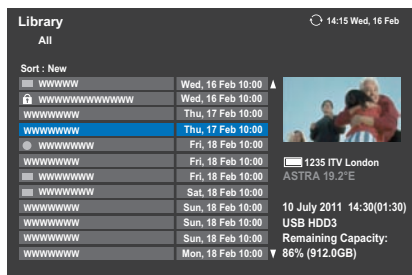 Library
14:15 Wed, 16 Feb
All
Sort : New
wwwwww Wed, 16 Feb 10:00
wwwwwwwwwwwww Wed, 16 Feb 10:00
wwwwwwww Thu, 17 Feb 10:00
wwwwwwww Thu, 17 Feb 10:00
wwwwwwww Fri, 18 Feb 10:00
wwwwwwww Fri, 18 Feb 10:00
wwwwwwww Fri, 18 Feb 10:00
wwwwwwww Sat, 18 Feb 10:00
wwwwwwww Sun, 18 Feb 10:00
wwwwwwww Sun, 18 Feb 10:00
wwwwwwww Sun, 18 Feb 10:00
wwwwwwww Mon, 18 Feb 10:00
1235 ITV London
ASTRA 19.2°E
10 July 2011 14:30(01:30)
USB HDD3
Remaining Capacity:
86% (912.0GB)